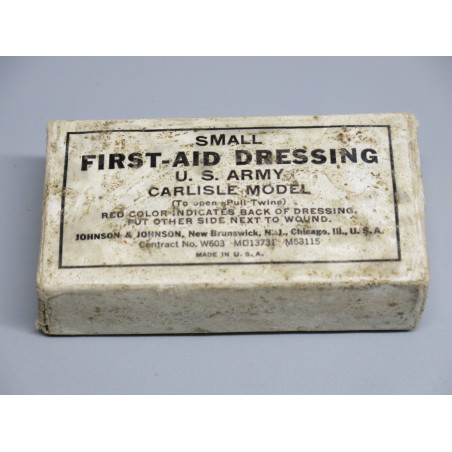 SMALL
FIRST-AID DRESSING
U. S. ARMY
CARLISLE MODEL
(To open - Pull Twine)
RED COLOR INDICATES BACK OF DRESSING.
PUT OTHER SIDE NEXT TO WOUND.
JOHNSON & JOHNSON, New Brunswick, N. J., Chicago, Ill., U. S. A.
Contract No. W603 MD13731 M53115
MADE IN U. S. A.